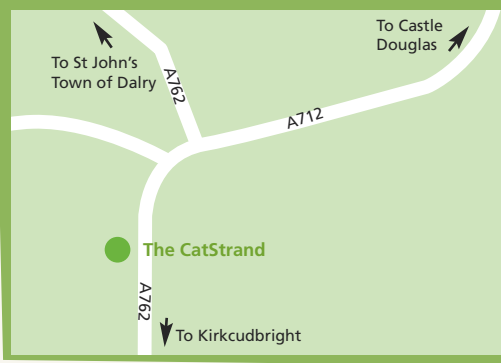 To Castle
Douglas
To St John's
Town of Dalry
A762
A712
The CatStrand
A762
To Kirkcudbright